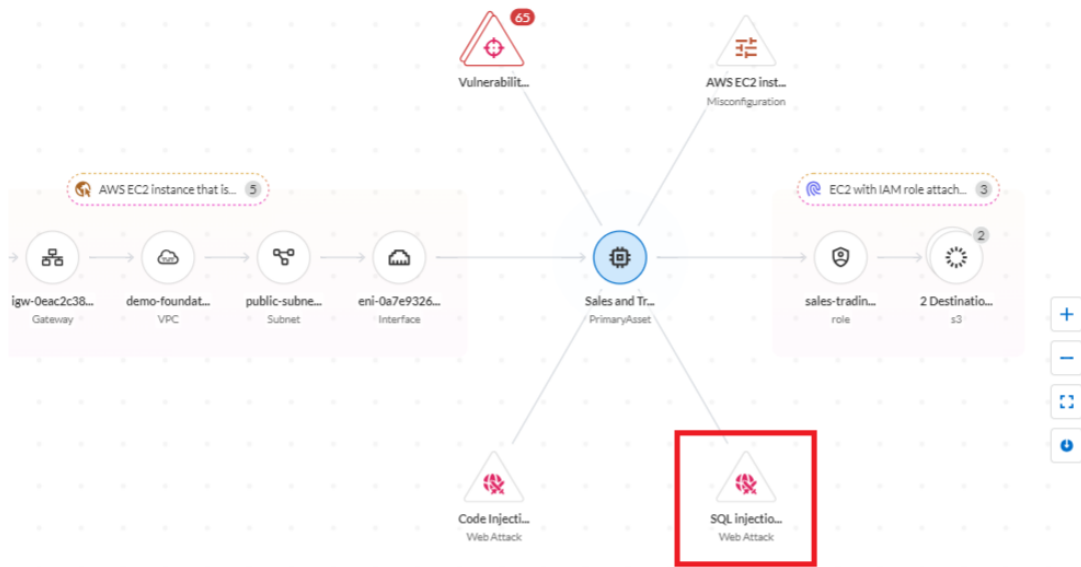 65
Vulnerabilit...
AWS EC2 inst...
Misconfiguration
AWS EC2 instance that is... 5
EC2 with IAM role attach... 3
2
igw-0eac2c38...
Gateway
demo-foundat...
VPC
public-subne...
Subnet
eni-0a7e9326...
Interface
Sales and Tr...
PrimaryAsset
sales-tradin...
role
2 Destinatio...
s3
Code Injecti...
Web Attack
SQL injectio...
Web Attack